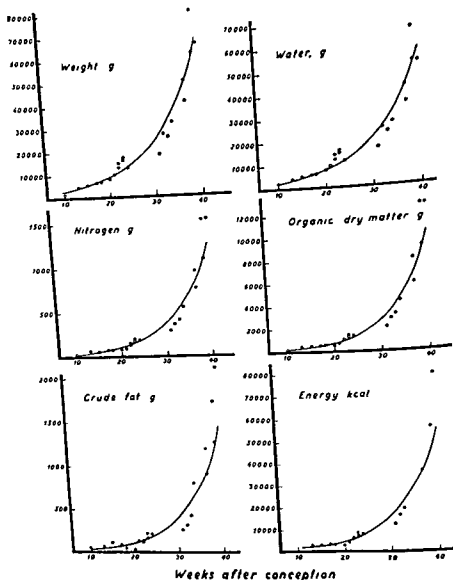 80000
70000
60000
50000
40000
30000
20000
10000
Weight g
10 20 30 40
70000
60000
50000
40000
30000
20000
10000
Water, g
10 20 30 40
1500
1000
500
Nitrogen g
10 20 30 40
12000
10000
8000
6000
4000
2000
Organic dry matter g
10 20 30 40
2000
1500
1000
500
Crude fat g
10 20 30 40
80000
70000
60000
50000
40000
30000
20000
10000
Energy kcal
10 20 30 40
Weeks after conception